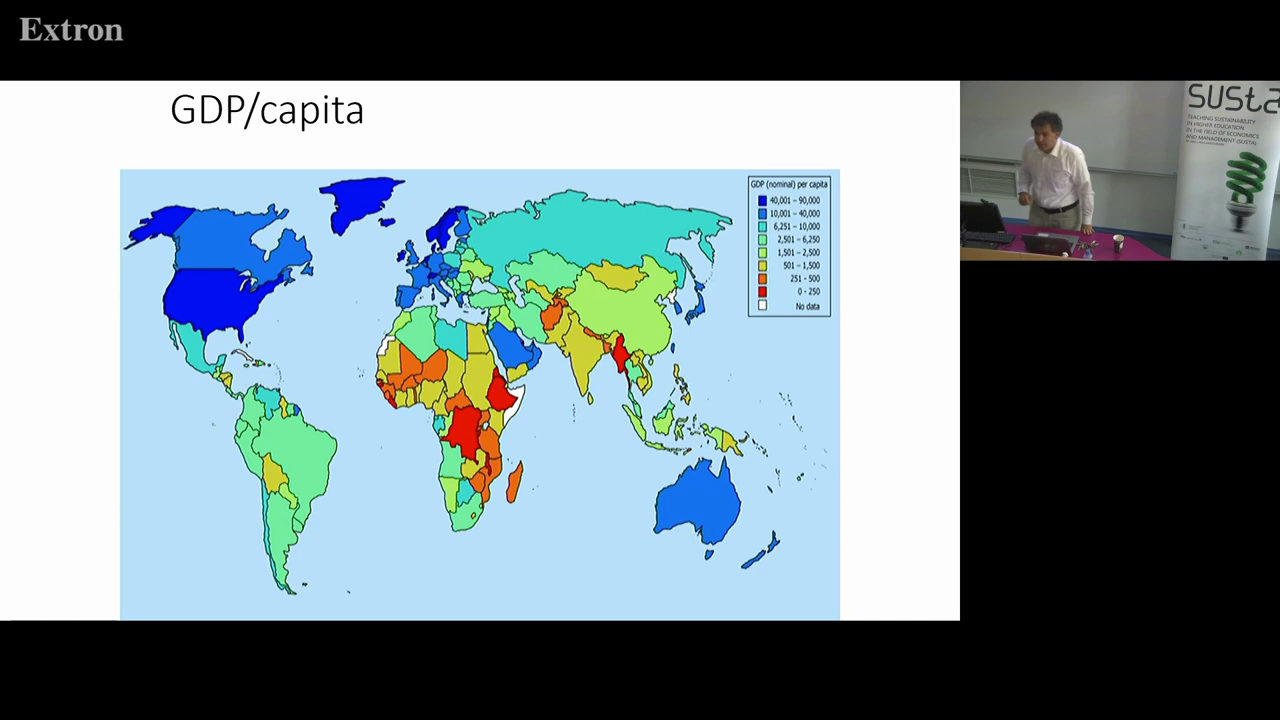 Extron
GDP/capita
GDP (nominal) per capita
40,001 – 90,000
10,001 – 40,000
6,251 – 10,000
2,501 – 6,250
1,501 – 2,500
501 – 1,500
251 – 500
0 - 250
No data
SUSta
TEACHING SUSTAINABILITY
IN HIGHER EDUCATION
IN THE FIELD OF ECONOMICS
AND MANAGEMENT (SUSTA)